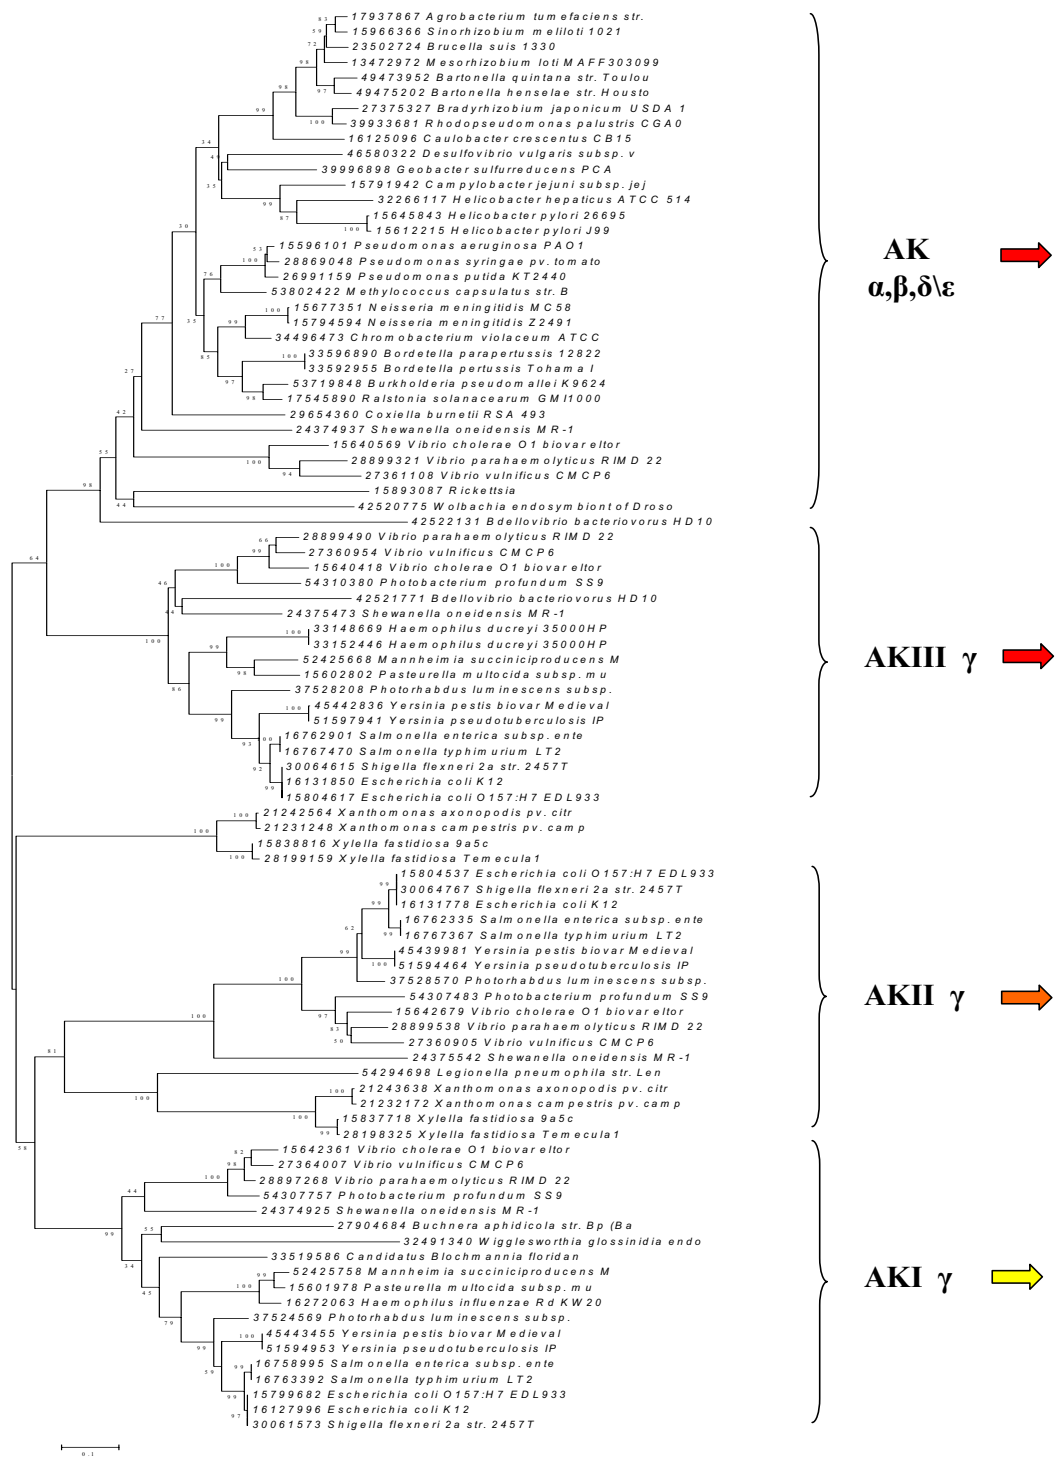 17937867 Agrobacterium tumefaciens str.
15966366 Sinorhizobium meliloti 1021
23502724 Brucella suis 1330
13472972 Mesorhizobium loti MAFF303099
49473952 Bartonella quintana str. Toulou
49475202 Bartonella henselae str. Housto
27375327 Bradyrhizobium japonicum USDA 1
39933681 Rhodopseudomonas palustris CGA0
16125096 Caulobacter crescentus CB15
46580322 Desulfovibrio vulgaris subsp. v
39996898 Geobacter sulfurreducens PCA
15791942 Campylobacter jejuni subsp. jej
32266117 Helicobacter hepaticus ATCC 514
15645843 Helicobacter pylori 26695
15612215 Helicobacter pylori J99
15596101 Pseudomonas aeruginosa PAO1
28869048 Pseudomonas syringae pv. tomato
26991159 Pseudomonas putida KT2440
53802422 Methylococcus capsulatus str. B
15677351 Neisseria meningitidis MC58
15794594 Neisseria meningitidis Z2491
34496473 Chromobacterium violaceum ATCC
33596890 Bordetella parapertussis 12822
33592955 Bordetella pertussis Tohama I
53719848 Burkholderia pseudomallei K9624
17545890 Ralstonia solanacearum GMI1000
29654360 Coxiella burnetii RSA 493
24374937 Shewanella oneidensis MR-1
15640569 Vibrio cholerae O1 biovar eltor
28899321 Vibrio parahaemolyticus RIMD 22
27361108 Vibrio vulnificus CMCP6
15893087 Rickettsia
42520775 Wolbachia endosymbiont of Droso
42522131 Bdellovibrio bacteriovorus HD10
AK
α,β,δ\ε
28899490 Vibrio parahaemolyticus RIMD 22
27360954 Vibrio vulnificus CMCP6
15640418 Vibrio cholerae O1 biovar eltor
54310380 Photobacterium profundum SS9
42521771 Bdellovibrio bacteriovorus HD10
24375473 Shewanella oneidensis MR-1
33148669 Haemophilus ducreyi 35000HP
33152446 Haemophilus ducreyi 35000HP
52425668 Mannheimia succiniciproducens M
15602802 Pasteurella multocida subsp. mu
37528208 Photorhabdus luminescens subsp.
45442836 Yersinia pestis biovar Medieval
51597941 Yersinia pseudotuberculosis IP
16762901 Salmonella enterica subsp. ente
16767470 Salmonella typhimurium LT2
30064615 Shigella flexneri 2a str. 2457T
16131850 Escherichia coli K12
15804617 Escherichia coli O157:H7 EDL933
AKIII γ
21242564 Xanthomonas axonopodis pv. citr
21231248 Xanthomonas campestris pv. camp
15838816 Xylella fastidiosa 9a5c
28199159 Xylella fastidiosa Temecula1
15804537 Escherichia coli O157:H7 EDL933
30064767 Shigella flexneri 2a str. 2457T
16131778 Escherichia coli K12
16762335 Salmonella enterica subsp. ente
16767367 Salmonella typhimurium LT2
45439981 Yersinia pestis biovar Medieval
51594464 Yersinia pseudotuberculosis IP
37528570 Photorhabdus luminescens subsp.
54307483 Photobacterium profundum SS9
15642679 Vibrio cholerae O1 biovar eltor
28899538 Vibrio parahaemolyticus RIMD 22
27360905 Vibrio vulnificus CMCP6
24375542 Shewanella oneidensis MR-1
54294698 Legionella pneumophila str. Len
21243638 Xanthomonas axonopodis pv. citr
21232172 Xanthomonas campestris pv. camp
15837718 Xylella fastidiosa 9a5c
28198325 Xylella fastidiosa Temecula1
AKII γ
15642361 Vibrio cholerae O1 biovar eltor
27364007 Vibrio vulnificus CMCP6
28897268 Vibrio parahaemolyticus RIMD 22
54307757 Photobacterium profundum SS9
24374925 Shewanella oneidensis MR-1
27904684 Buchnera aphidicola str. Bp (Ba
32491340 Wigglesworthia glossinidia endo
33519586 Candidatus Blochmannia floridan
52425758 Mannheimia succiniciproducens M
15601978 Pasteurella multocida subsp. mu
16272063 Haemophilus influenzae Rd KW20
37524569 Photorhabdus luminescens subsp.
45443455 Yersinia pestis biovar Medieval
51594953 Yersinia pseudotuberculosis IP
16758995 Salmonella enterica subsp. ente
16763392 Salmonella typhimurium LT2
15799682 Escherichia coli O157:H7 EDL933
16127996 Escherichia coli K12
30061573 Shigella flexneri 2a str. 2457T
AKI γ
0.1